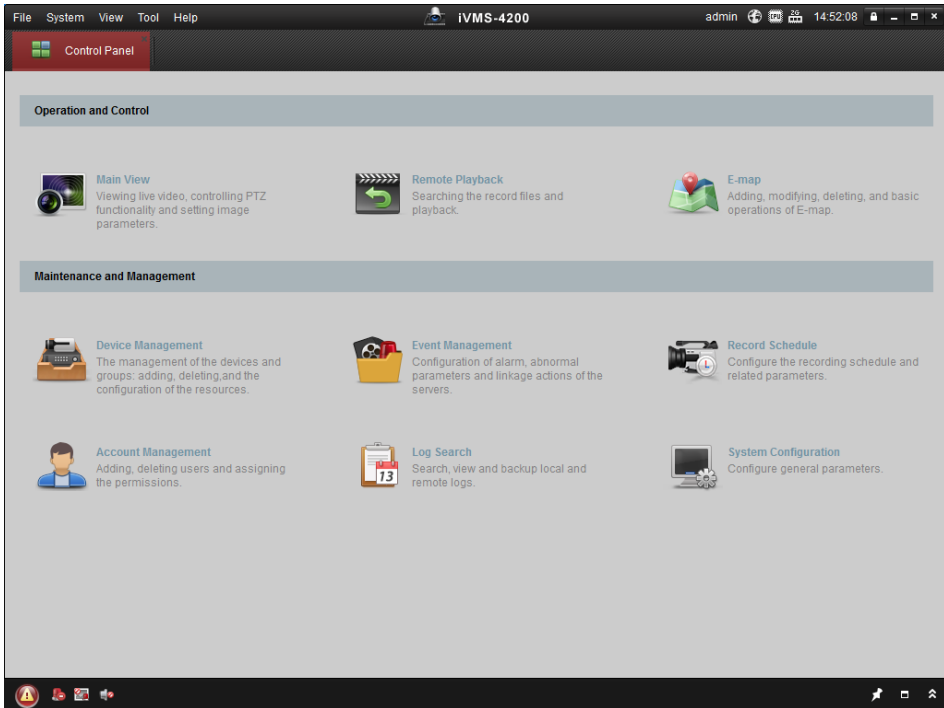 File System View Tool Help iVMS-4200 admin 14:52:08
Control Panel
Operation and Control
Main View
Viewing live video, controlling PTZ
functionality and setting image
parameters.
Remote Playback
Searching the record files and
playback.
E-map
Adding, modifying, deleting, and basic
operations of E-map.
Maintenance and Management
Device Management
The management of the devices and
groups: adding, deleting,and the
configuration of the resources.
Event Management
Configuration of alarm, abnormal
parameters and linkage actions of the
servers.
Record Schedule
Configure the recording schedule and
related parameters.
Account Management
Adding, deleting users and assigning
the permissions.
13
Log Search
Search, view and backup local and
remote logs.
System Configuration
Configure general parameters.